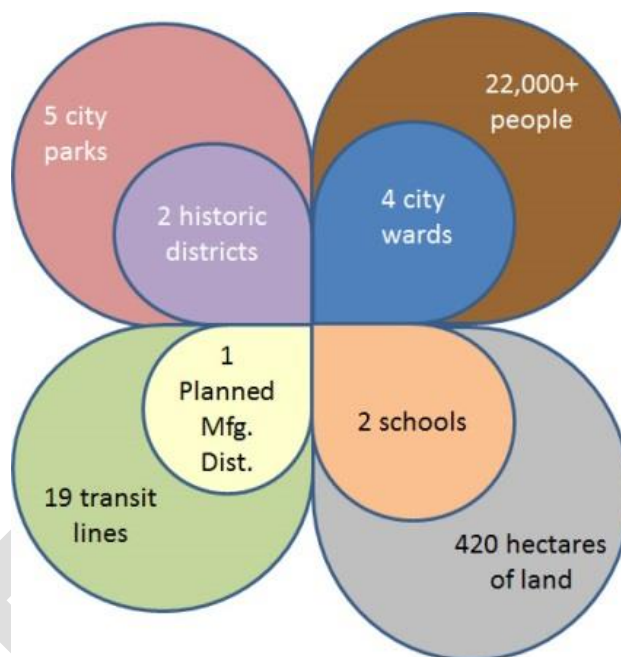 5 city
parks
22,000+
people
2 historic
districts
4 city
wards
1
Planned
Mfg.
Dist.
2 schools
19 transit
lines
420 hectares
of land